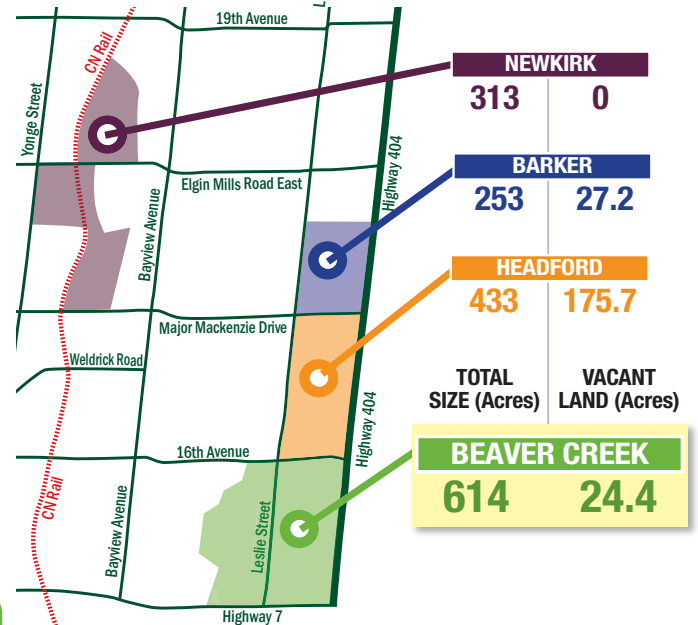 L
19th Avenue
CN Rail
Yonge Street
NEWKIRK
313 0
Highway 404
BARKER
Elgin Mills Road East
253 27.2
Bayview Avenue
HEADFORD
433 175.7
Major Mackenzie Drive
Weldrick Road
TOTAL VACANT
SIZE (Acres) LAND (Acres)
Highway 404
16th Avenue
BEAVER CREEK
614 24.4
CN Rail
Bayview Avenue
Leslie Street
Highway 7